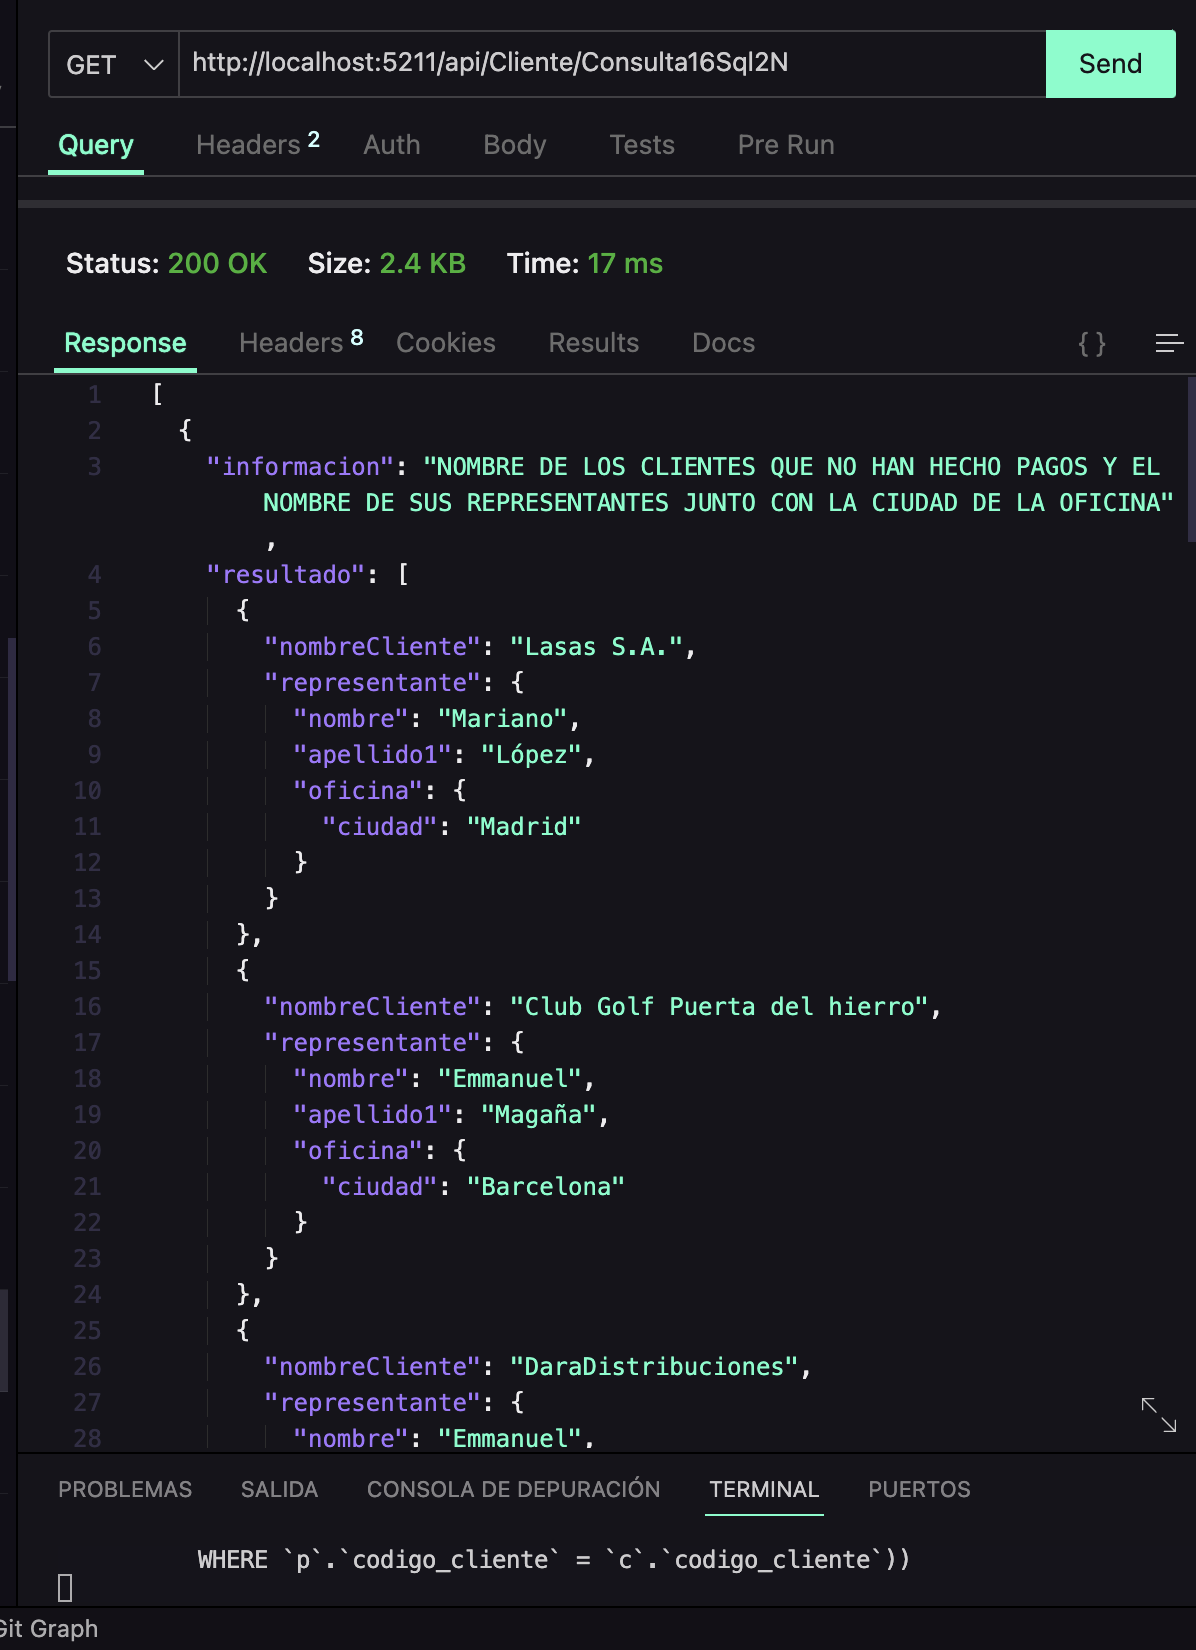 GET http://localhost:5211/api/Cliente/Consulta16Sql2N Send
Query Headers 2 Auth Body Tests Pre Run
Status: 200 OK Size: 2.4 KB Time: 17 ms
Response Headers 8 Cookies Results Docs { }
1 [
2 {
3 "informacion": "NOMBRE DE LOS CLIENTES QUE NO HAN HECHO PAGOS Y EL
NOMBRE DE SUS REPRESENTANTES JUNTO CON LA CIUDAD DE LA OFICINA"
,
4 "resultado": [
5 {
6 "nombreCliente": "Lasas S.A.",
7 "representante": {
8 "nombre": "Mariano",
9 "apellido1": "López",
10 "oficina": {
11 "ciudad": "Madrid"
12 }
13 }
14 },
15 {
16 "nombreCliente": "Club Golf Puerta del hierro",
17 "representante": {
18 "nombre": "Emmanuel",
19 "apellido1": "Magaña",
20 "oficina": {
21 "ciudad": "Barcelona"
22 }
23 }
24 },
25 {
26 "nombreCliente": "DaraDistribuciones",
27 "representante": {
28 "nombre": "Emmanuel",
PROBLEMAS SALIDA CONSOLA DE DEPURACIÓN TERMINAL PUERTOS
WHERE `p`.`codigo_cliente` = `c`.`codigo_cliente`))
Git Graph